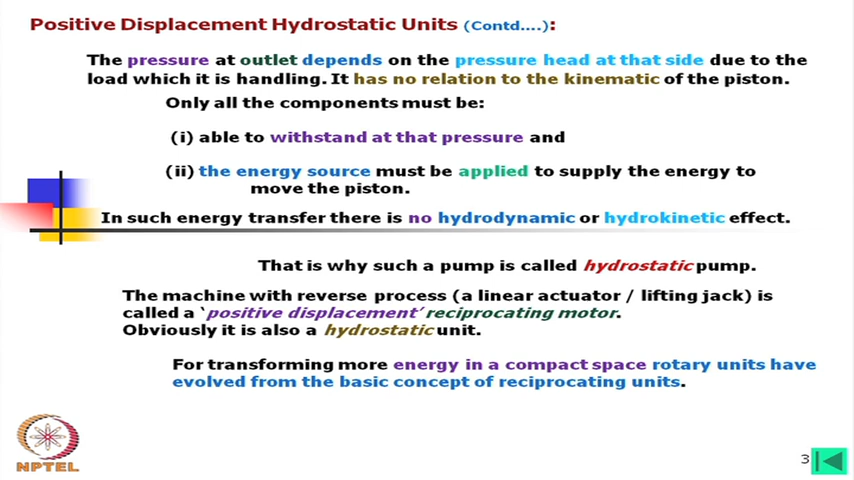 Positive Displacement Hydrostatic Units (Contd….):
The pressure at outlet depends on the pressure head at that side due to the
load which it is handling. It has no relation to the kinematic of the piston.
Only all the components must be:
(i) able to withstand at that pressure and
(ii) the energy source must be applied to supply the energy to
move the piston.
In such energy transfer there is no hydrodynamic or hydrokinetic effect.
That is why such a pump is called hydrostatic pump.
The machine with reverse process (a linear actuator / lifting jack) is
called a ‘positive displacement’ reciprocating motor.
Obviously it is also a hydrostatic unit.
For transforming more energy in a compact space rotary units have
evolved from the basic concept of reciprocating units.
NPTEL
3